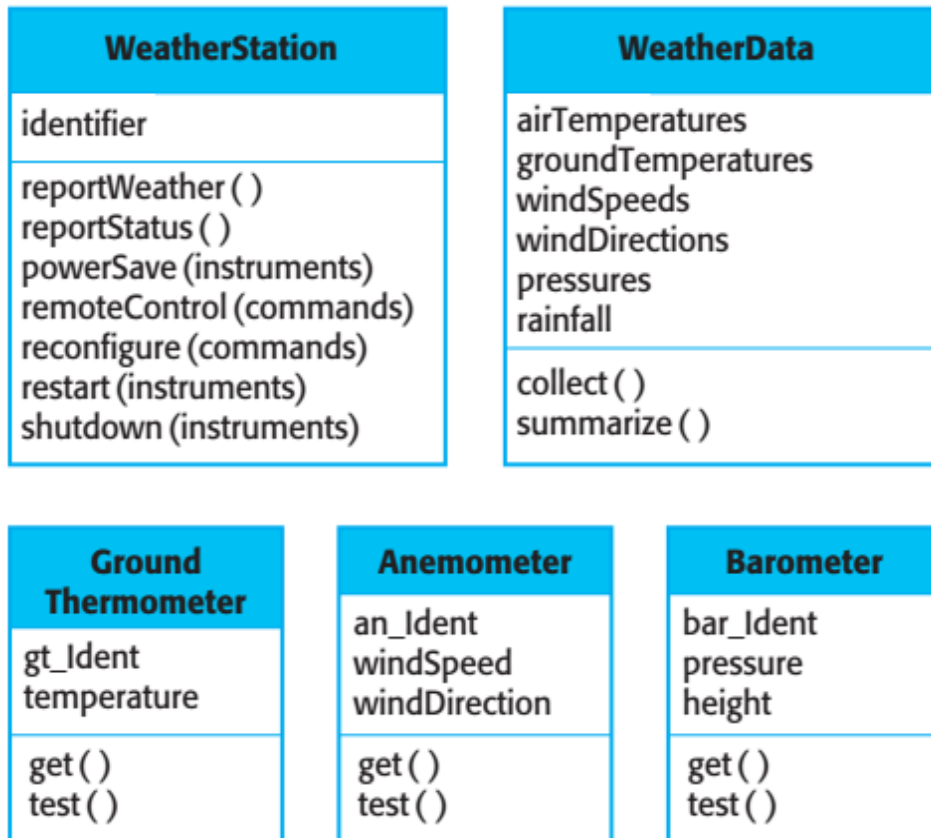 WeatherStation
identifier
reportWeather ( )
reportStatus ( )
powerSave (instruments)
remoteControl (commands)
reconfigure (commands)
restart (instruments)
shutdown (instruments)
WeatherData
airTemperatures
groundTemperatures
windSpeeds
windDirections
pressures
rainfall
collect ( )
summarize ( )
Ground
Thermometer
gt_Ident
temperature
get ( )
test ( )
Anemometer
an_Ident
windSpeed
windDirection
get ( )
test ( )
Barometer
bar_Ident
pressure
height
get ( )
test ( )